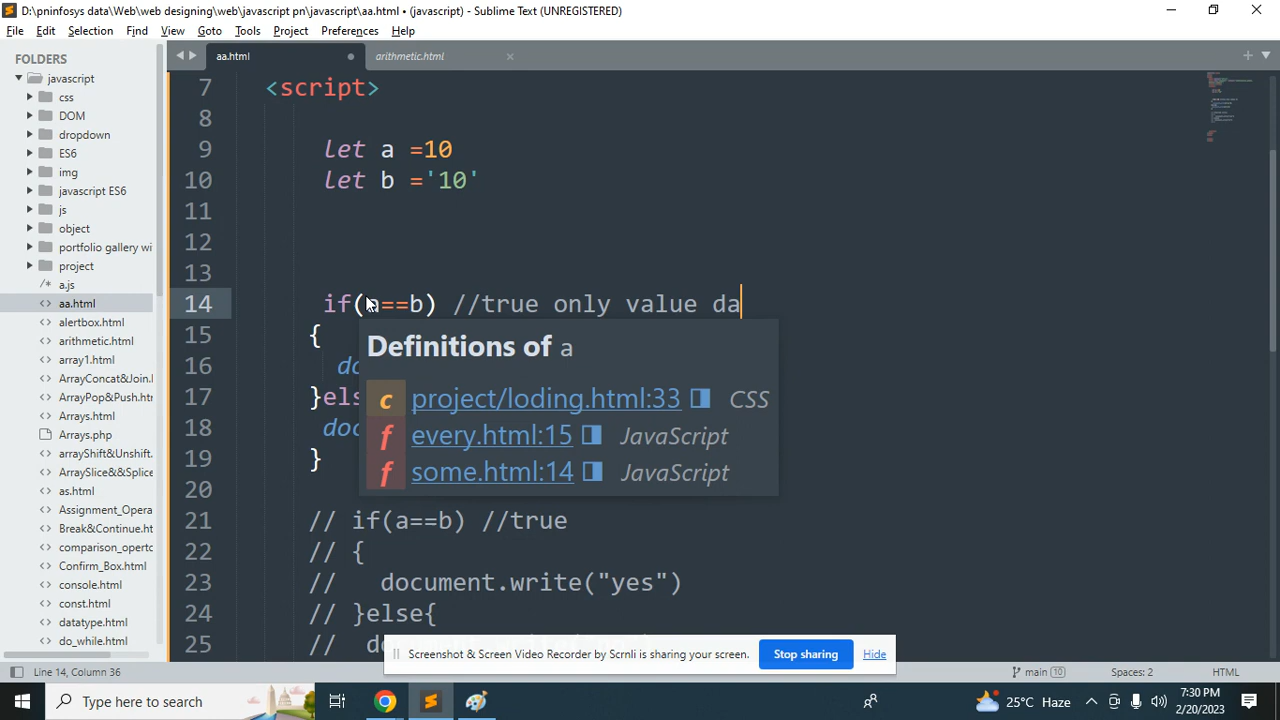 D:\pninfosys data\Web\web designing\web\javascript pn\javascript\aa.html • (javascript) - Sublime Text (UNREGISTERED)
File Edit Selection Find View Goto Tools Project Preferences Help
FOLDERS
javascript
css
DOM
dropdown
ES6
img
javascript ES6
js
object
portfolio gallery wi
project
a.js
aa.html
alertbox.html
arithmetic.html
array1.html
ArrayConcat&Join.
ArrayPop&Push.ht
Arrays.html
Arrays.php
arrayShift&Unshift.
ArraySlice&&Splice
as.html
Assignment_Opera
Break&Continue.ht
comparison_operto
Confirm_Box.html
console.html
const.html
datatype.html
do_while.html
aa.html arithmetic.html
7 <script>
8
9 let a =10
10 let b ='10'
11
12
13
14 if(a==b) //true only value da
15 {
16 do
17 }els
18 doc
19 }
20
21 // if(a==b) //true
22 // {
23 // document.write("yes")
24 // }else{
25 //
Definitions of a
c project/loding.html:33 CSS
f every.html:15 JavaScript
f some.html:14 JavaScript
Screenshot & Screen Video Recorder by Scrnli is sharing your screen. Stop sharing Hide
Line 14, Column 36 main 10 Spaces: 2 HTML
Type here to search 25°C Haze 7:30 PM
2/20/2023